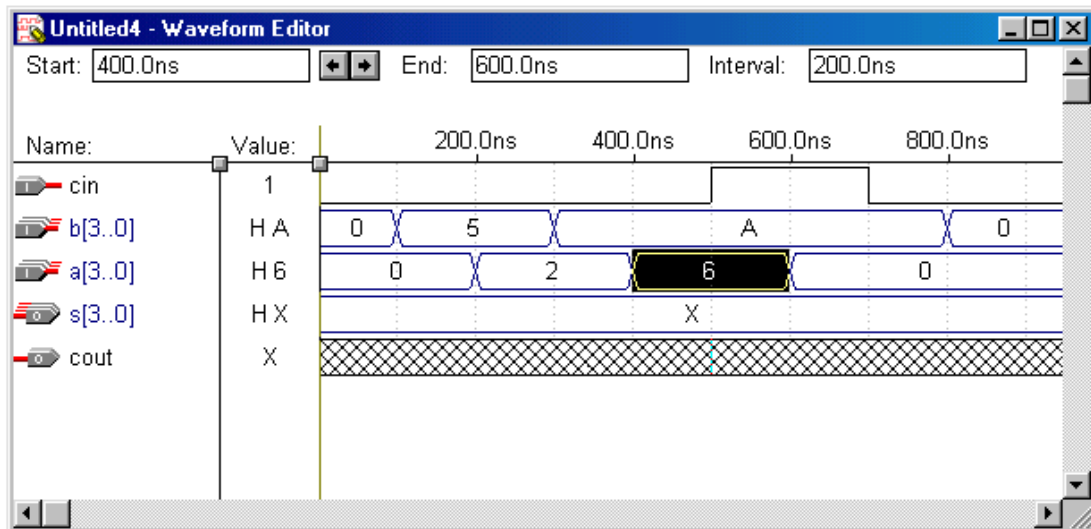 Untitled4 - Waveform Editor
Start: 400.0ns End: 600.0ns Interval: 200.0ns
Name: Value: 200.0ns 400.0ns 600.0ns 800.0ns
cin 1
b[3..0] H A 0 5 A 0
a[3..0] H 6 0 2 6 0
s[3..0] H X X
cout X